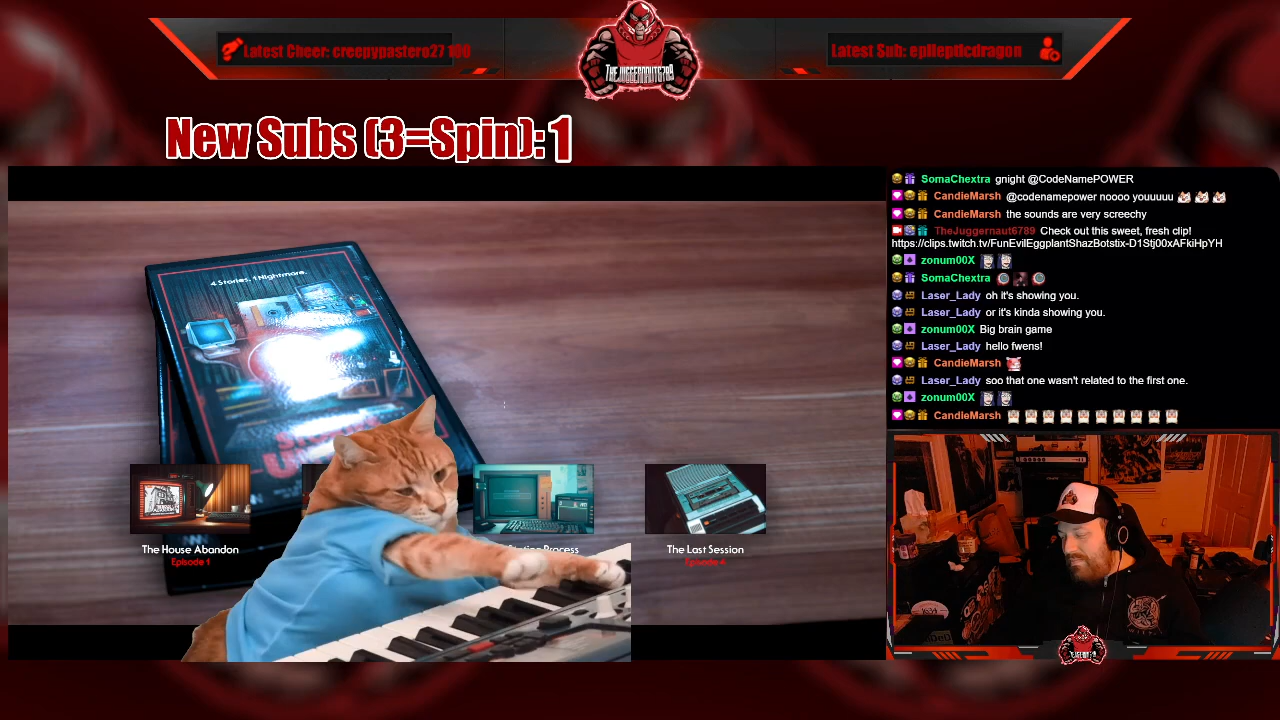 Latest Cheer: creepypastero27 100
THEJUGGERNAUT6789
Latest Sub: epilepticdragon
New Subs (3=Spin): 1
4 Stories. 1 Nightmare.
The House Abandon
Episode 1
Process
The Last Session
Episode 4
SomaChextra gnight @CodeNamePOWER
CandieMarsh @codenamepower noooo youuuuu
CandieMarsh the sounds are very screechy
TheJuggernaut6789 Check out this sweet, fresh clip!
https://clips.twitch.tv/FunEvilEggplantShazBotstix-D1Stj00xAFkiHpYH
zonum00X
SomaChextra
Laser_Lady oh it's showing you.
Laser_Lady or it's kinda showing you.
zonum00X Big brain game
Laser_Lady hello fwens!
CandieMarsh
Laser_Lady soo that one wasn't related to the first one.
zonum00X
CandieMarsh